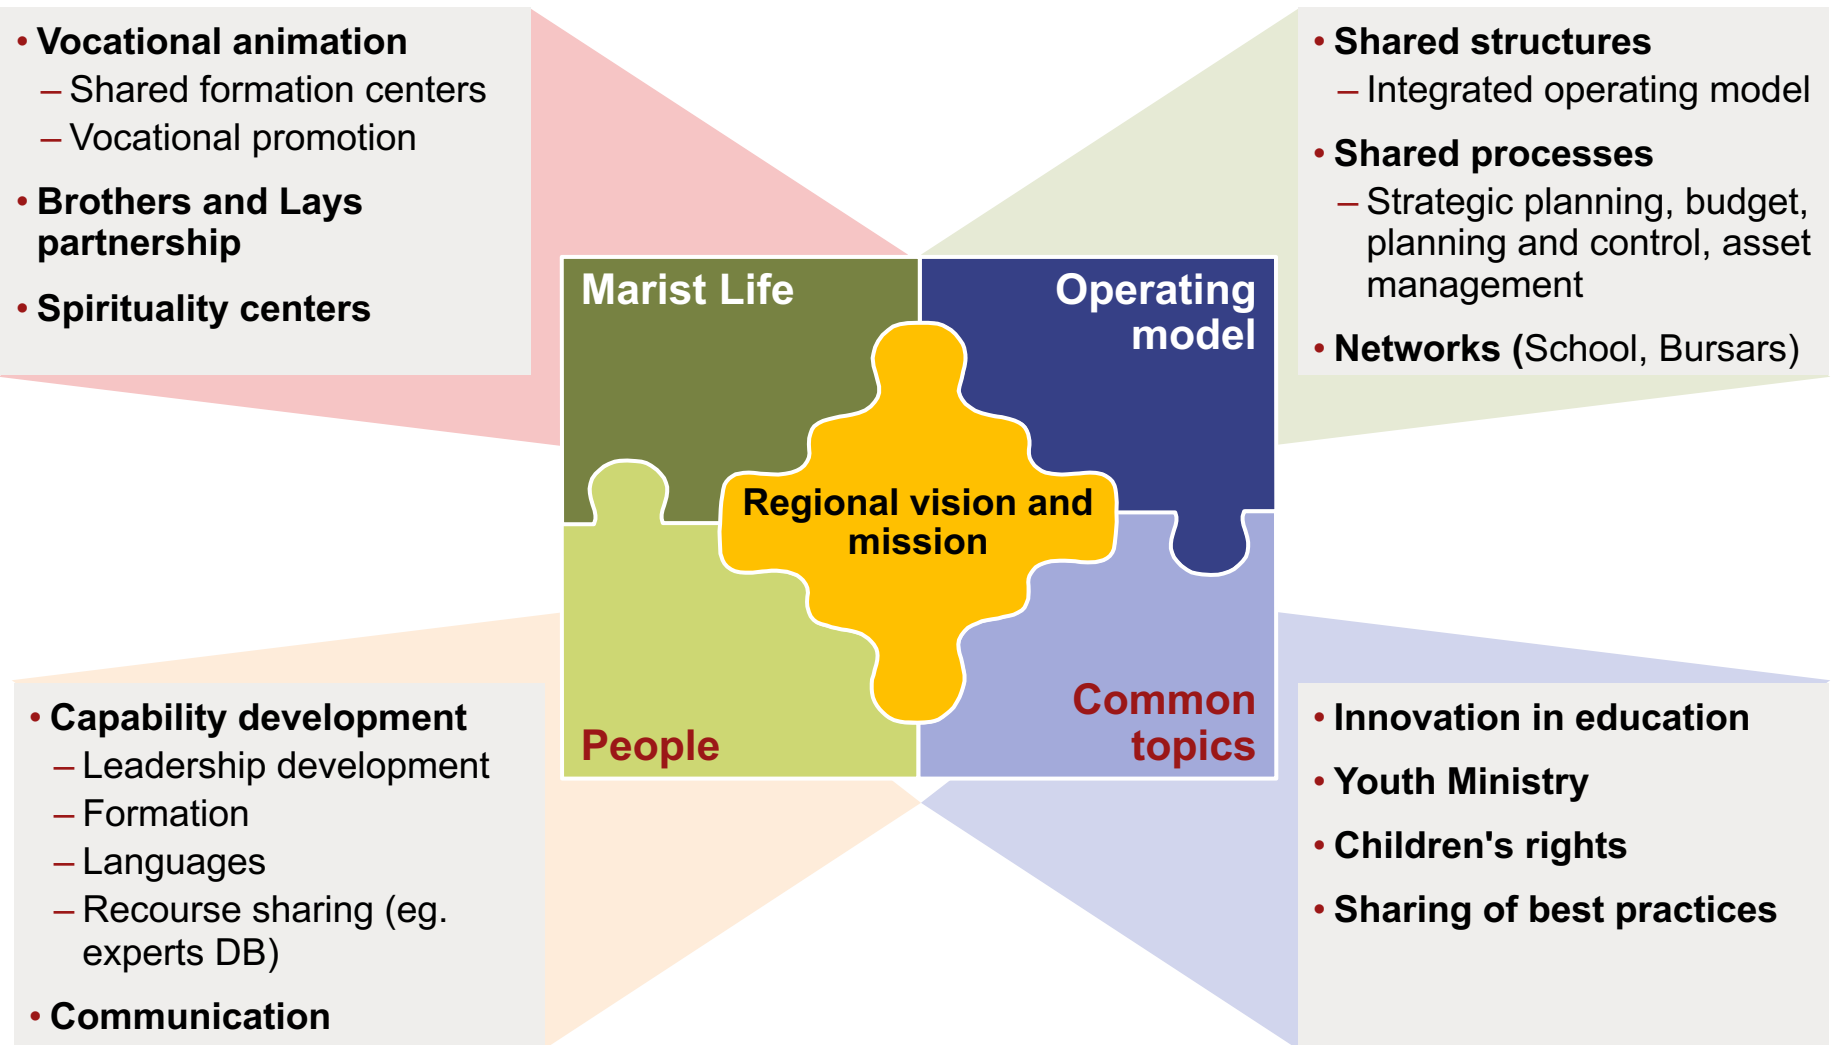 • Vocational animation
– Shared formation centers
– Vocational promotion
• Brothers and Lays
partnership
• Spirituality centers
• Shared structures
– Integrated operating model
• Shared processes
– Strategic planning, budget,
planning and control, asset
management
• Networks (School, Bursars)
Marist Life
Operating
model
Regional vision and
mission
People
Common
topics
• Capability development
– Leadership development
– Formation
– Languages
– Recourse sharing (eg.
experts DB)
• Communication
• Innovation in education
• Youth Ministry
• Children's rights
• Sharing of best practices